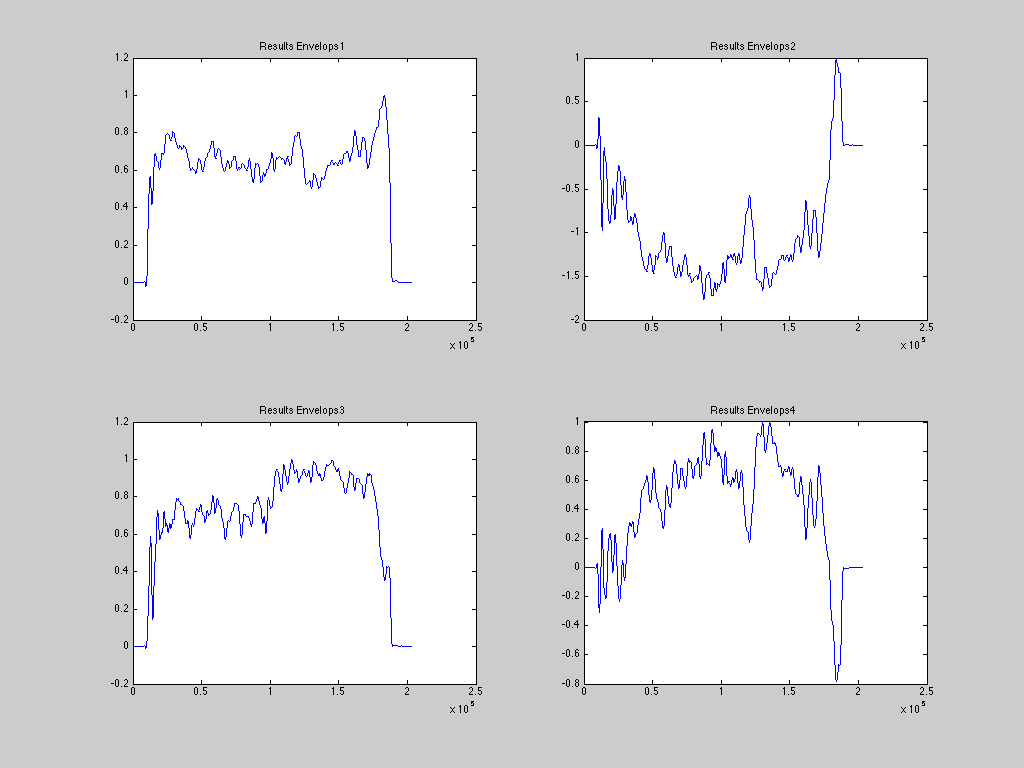 Results Envelops1
1.2
1
0.8
0.6
0.4
0.2
0
-0.2
0 0.5 1 1.5 2 2.5
x 10^5
Results Envelops2
1
0.5
0
-0.5
-1
-1.5
-2
0 0.5 1 1.5 2 2.5
x 10^5
Results Envelops3
1.2
1
0.8
0.6
0.4
0.2
0
-0.2
0 0.5 1 1.5 2 2.5
x 10^5
Results Envelops4
1
0.8
0.6
0.4
0.2
0
-0.2
-0.4
-0.6
-0.8
0 0.5 1 1.5 2 2.5
x 10^5